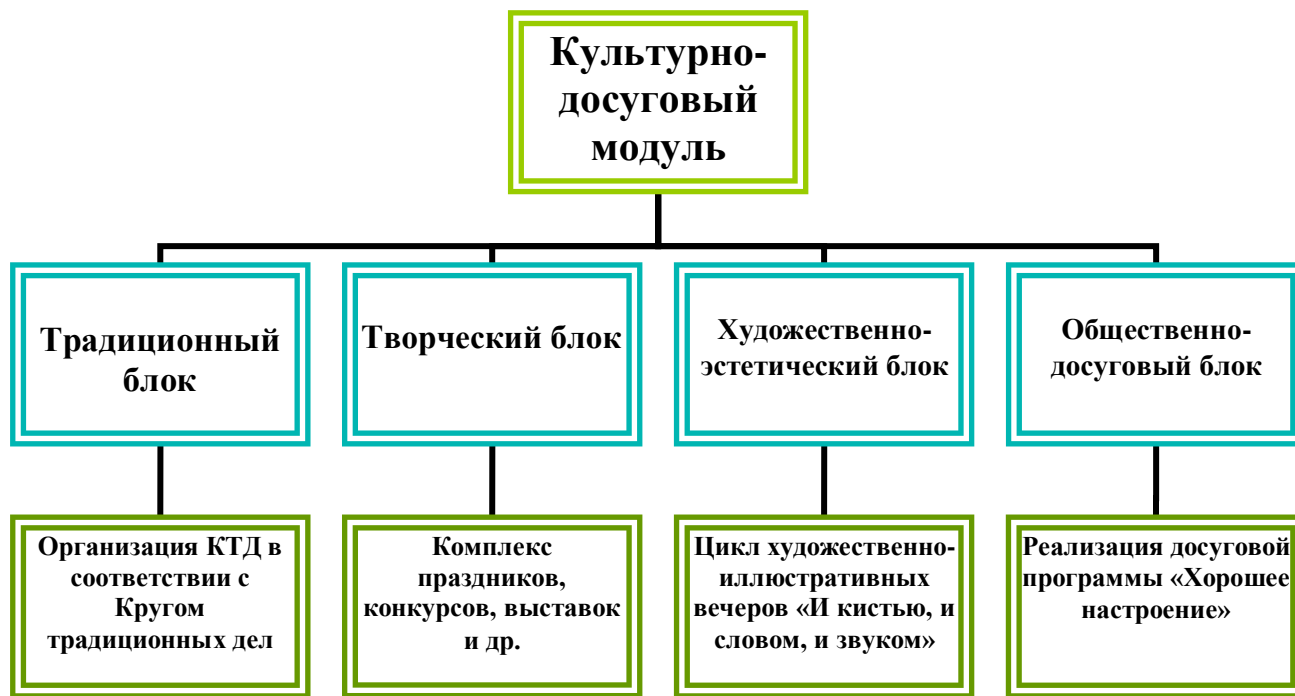 Культурно-
досуговый
модуль
Традиционный
блок
Творческий блок
Художественно-
эстетический блок
Общественно-
досуговый блок
Организация КТД в
соответствии с
Кругом
традиционных дел
Комплекс
праздников,
конкурсов, выставок
и др.
Цикл художественно-
иллюстративных
вечеров «И кистью, и
словом, и звуком»
Реализация досуговой
программы «Хорошее
настроение»